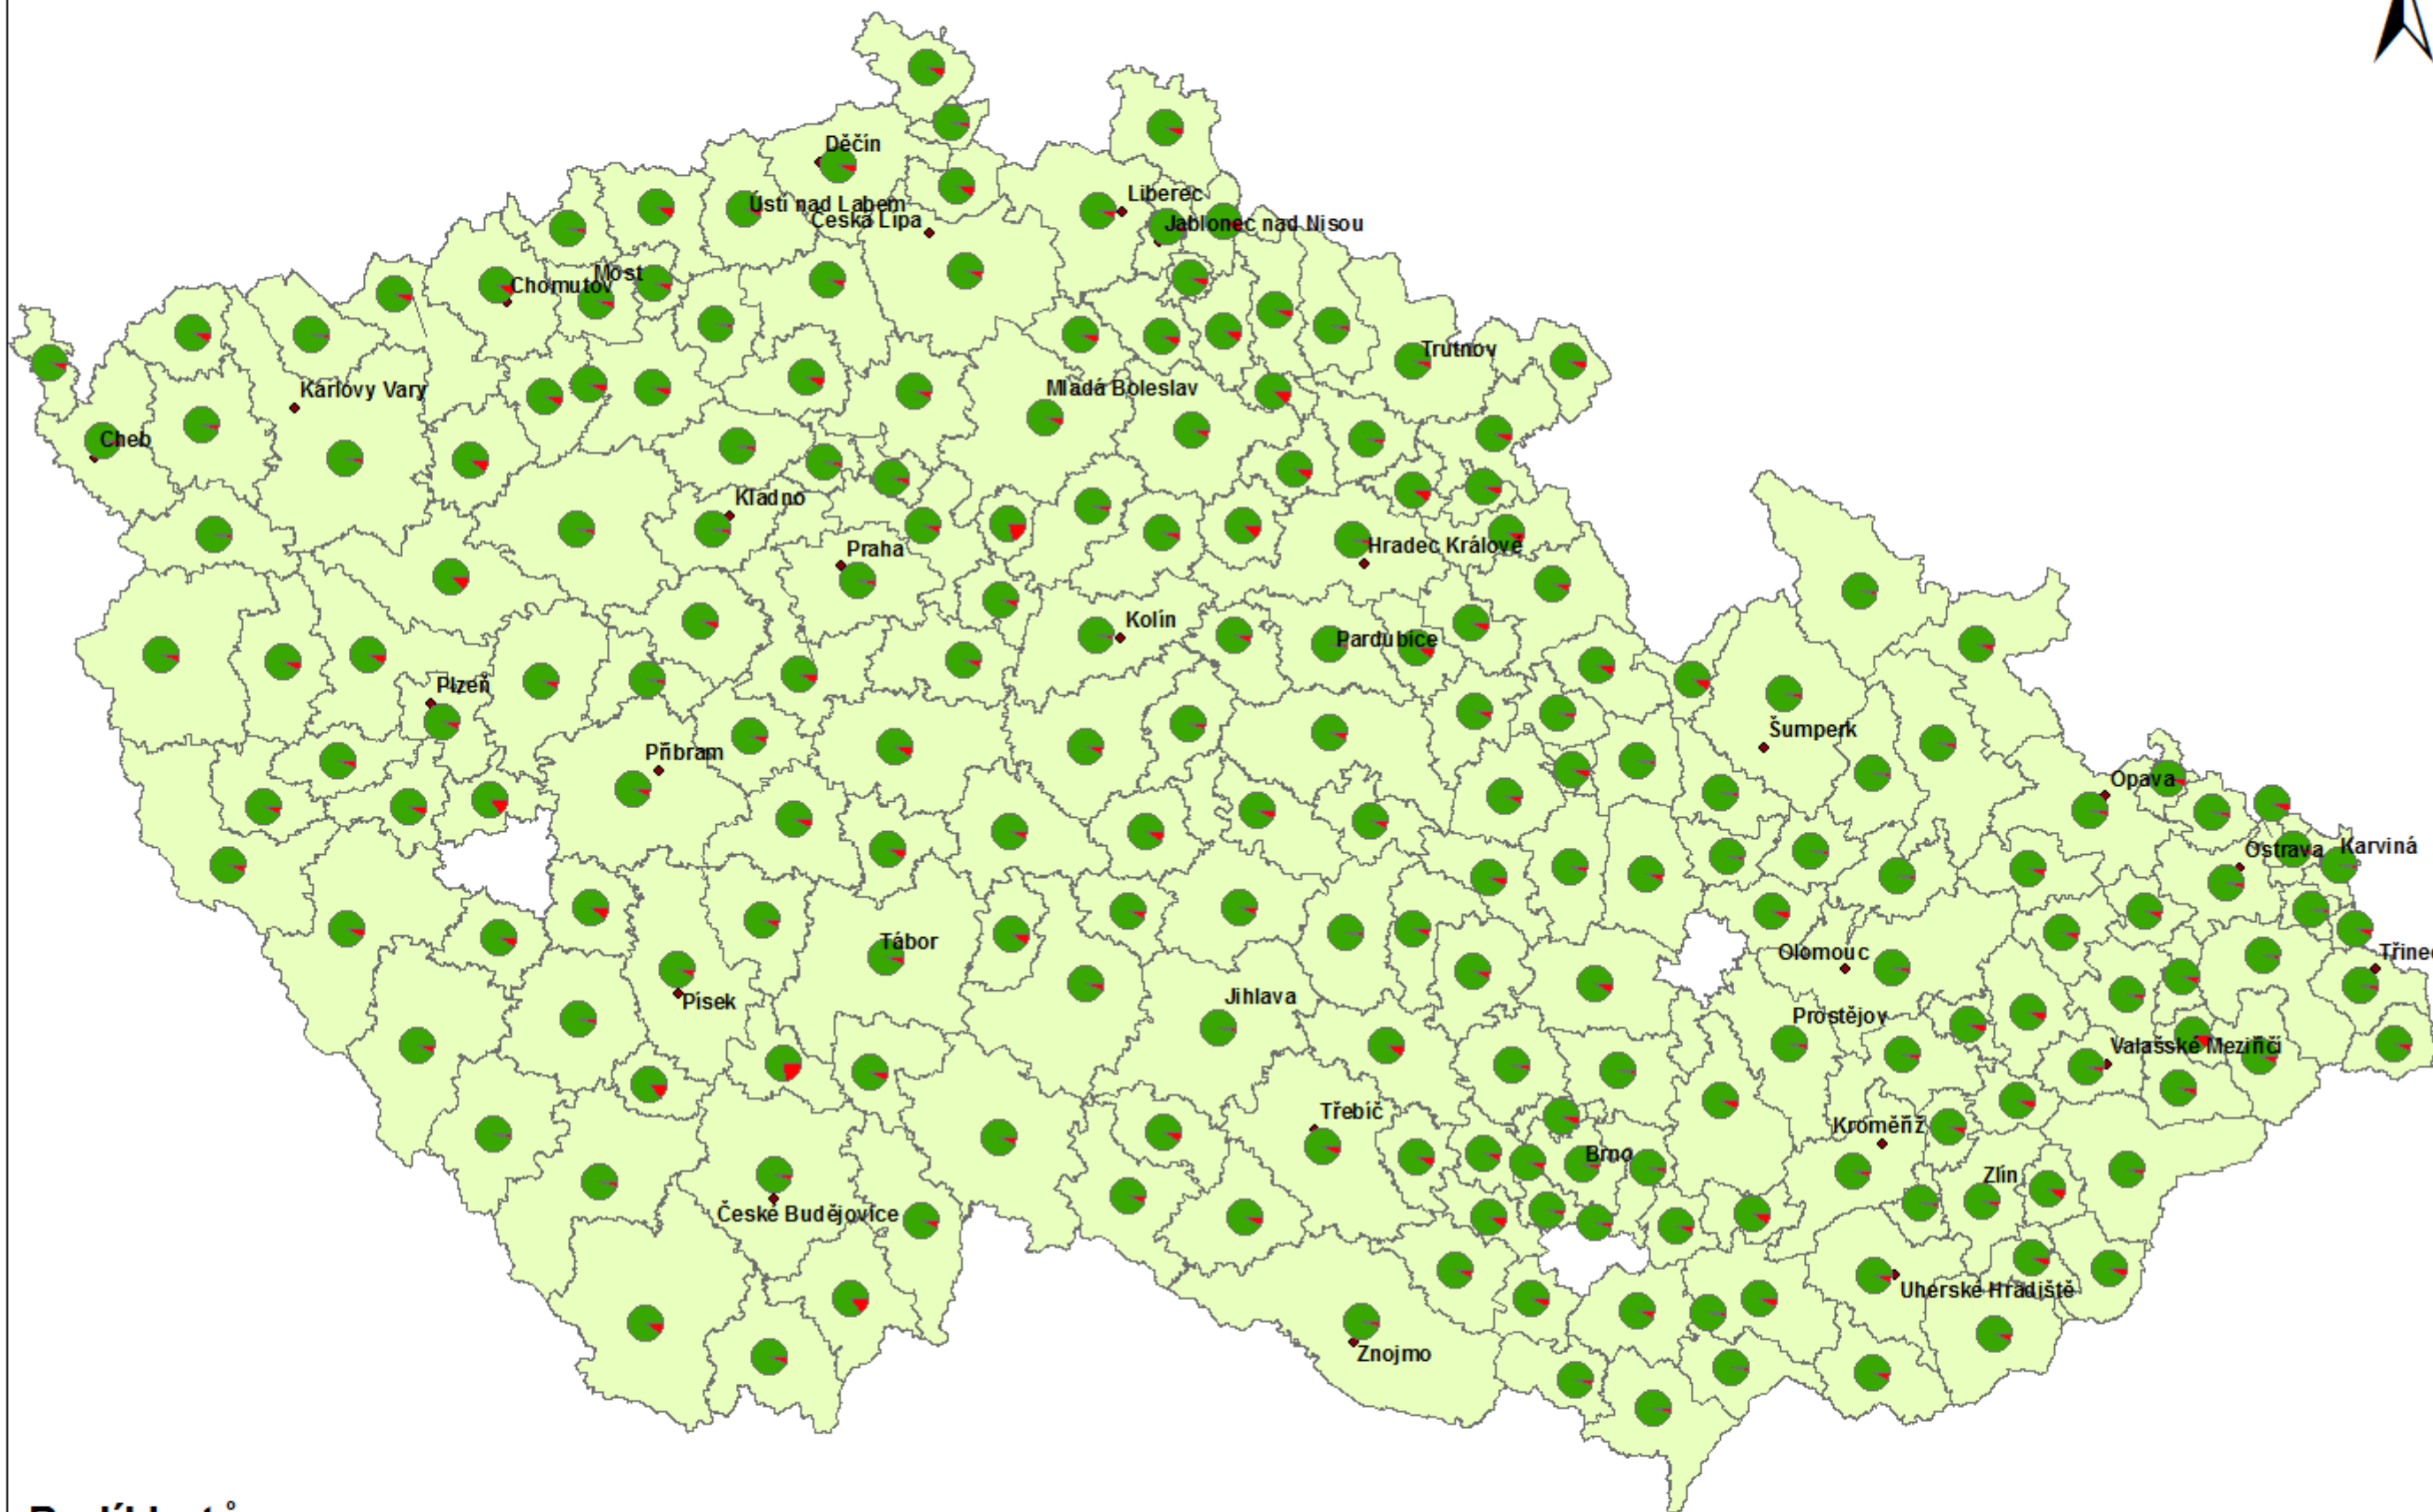 Děčín
Liberec
Ústí nad Labem
Česká Lípa
Jablonec nad Nisou
Most
Chomutov
Trutnov
Karlovy Vary
Mladá Boleslav
Cheb
Kladno
Praha
Hradec Králové
Kolín
Pardubice
Plzeň
Šumperk
Příbram
Opava
Ostrava
Karviná
Tábor
Olomouc
Třinec
Písek
Jihlava
Prostějov
Valašské Meziříčí
Třebíč
Kroměříž
Brno
Zlín
České Budějovice
Uherské Hradiště
Znojmo